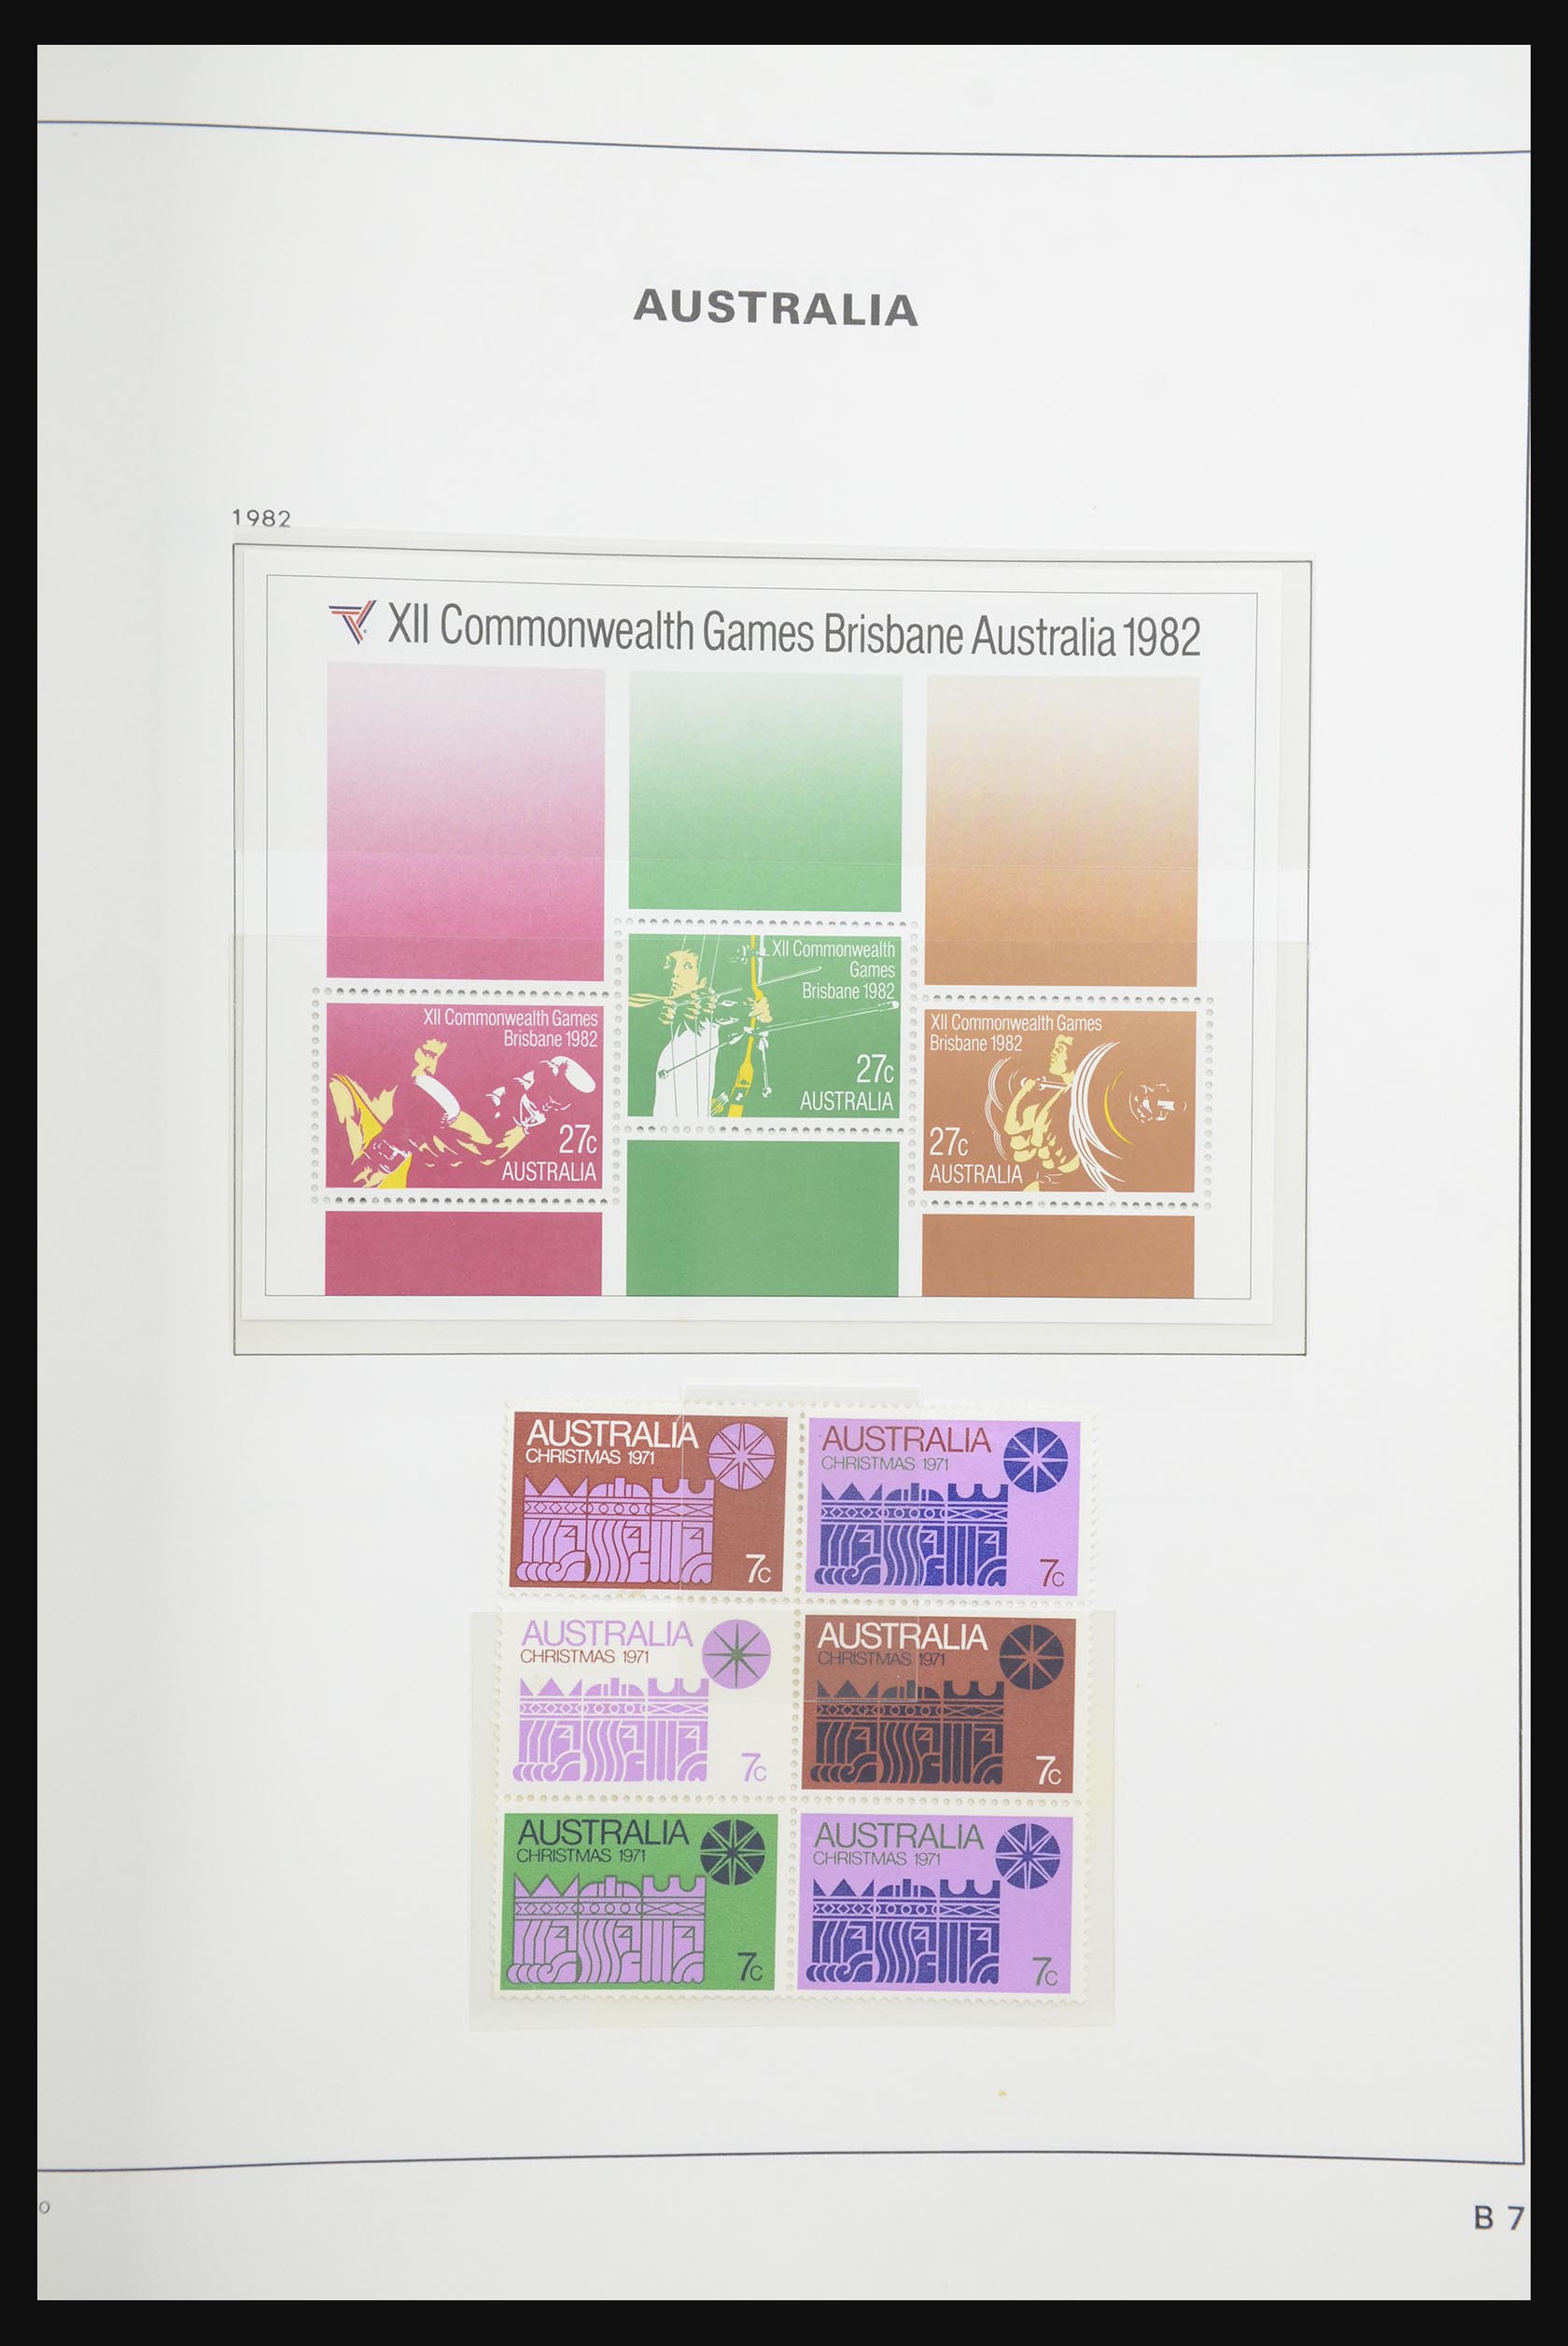 AUSTRALIA
1982
XII Commonwealth Games Brisbane Australia 1982
XII Commonwealth
Games
Brisbane 1982
27c
AUSTRALIA
XII Commonwealth Games
Brisbane 1982
27c
AUSTRALIA
XII Commonwealth Games
Brisbane 1982
27c
AUSTRALIA
AUSTRALIA
CHRISTMAS 1971
7c
AUSTRALIA
CHRISTMAS 1971
7c
AUSTRALIA
CHRISTMAS 1971
7c
AUSTRALIA
CHRISTMAS 1971
7c
AUSTRALIA
CHRISTMAS 1971
7c
AUSTRALIA
CHRISTMAS 1971
7c
o
B 7